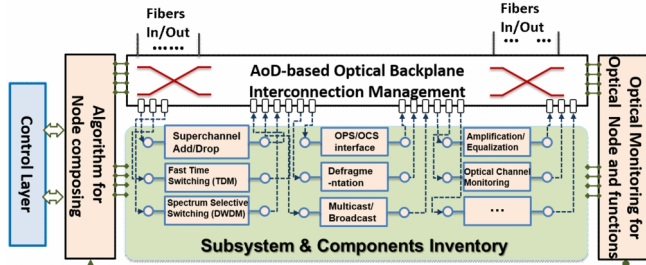 Fibers
In/Out
......
Fibers
In/Out
... ...
Control Layer
Algorithm for
Node composing
AoD-based Optical Backplane
Interconnection Management
Optical Monitoring for
Optical Node and functions
Superchannel
Add/Drop
OPS/OCS
interface
Amplification/
Equalization
Fast Time
Switching (TDM)
Defragme
-ntation
Optical Channel
Monitoring
Spectrum Selective
Switching (DWDM)
Multicast/
Broadcast
...
Subsystem & Components Inventory